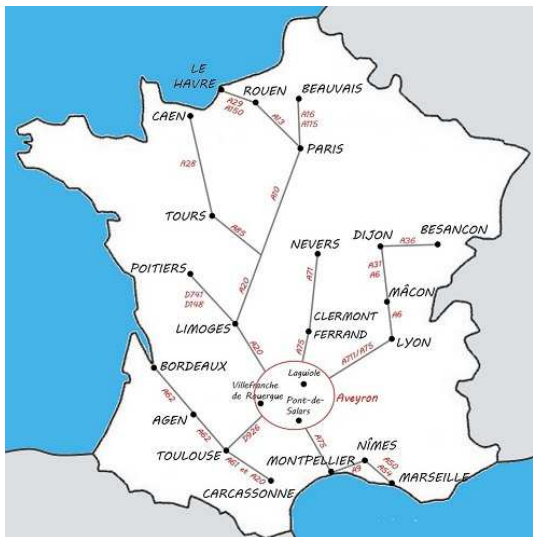 LE
HAVRE
A29
A150
ROUEN
BEAUVAIS
A16
A115
A13
CAEN
PARIS
A28
A10
TOURS
A85
NEVERS
DIJON
A36
BESANCON
POITIERS
A31
A6
A71
D741
D148
A20
MÂCON
LIMOGES
CLERMONT
FERRAND
A6
A75
LYON
A20
A711/A75
BORDEAUX
Laguiole
Villefranche
de Rouergue
Aveyron
A62
Pont-de-
Salars
AGEN
A62
D926
A75
TOULOUSE
NÎMES
A61 et A20
MONTPELLIER
A9
A50
A54
MARSEILLE
CARCASSONNE